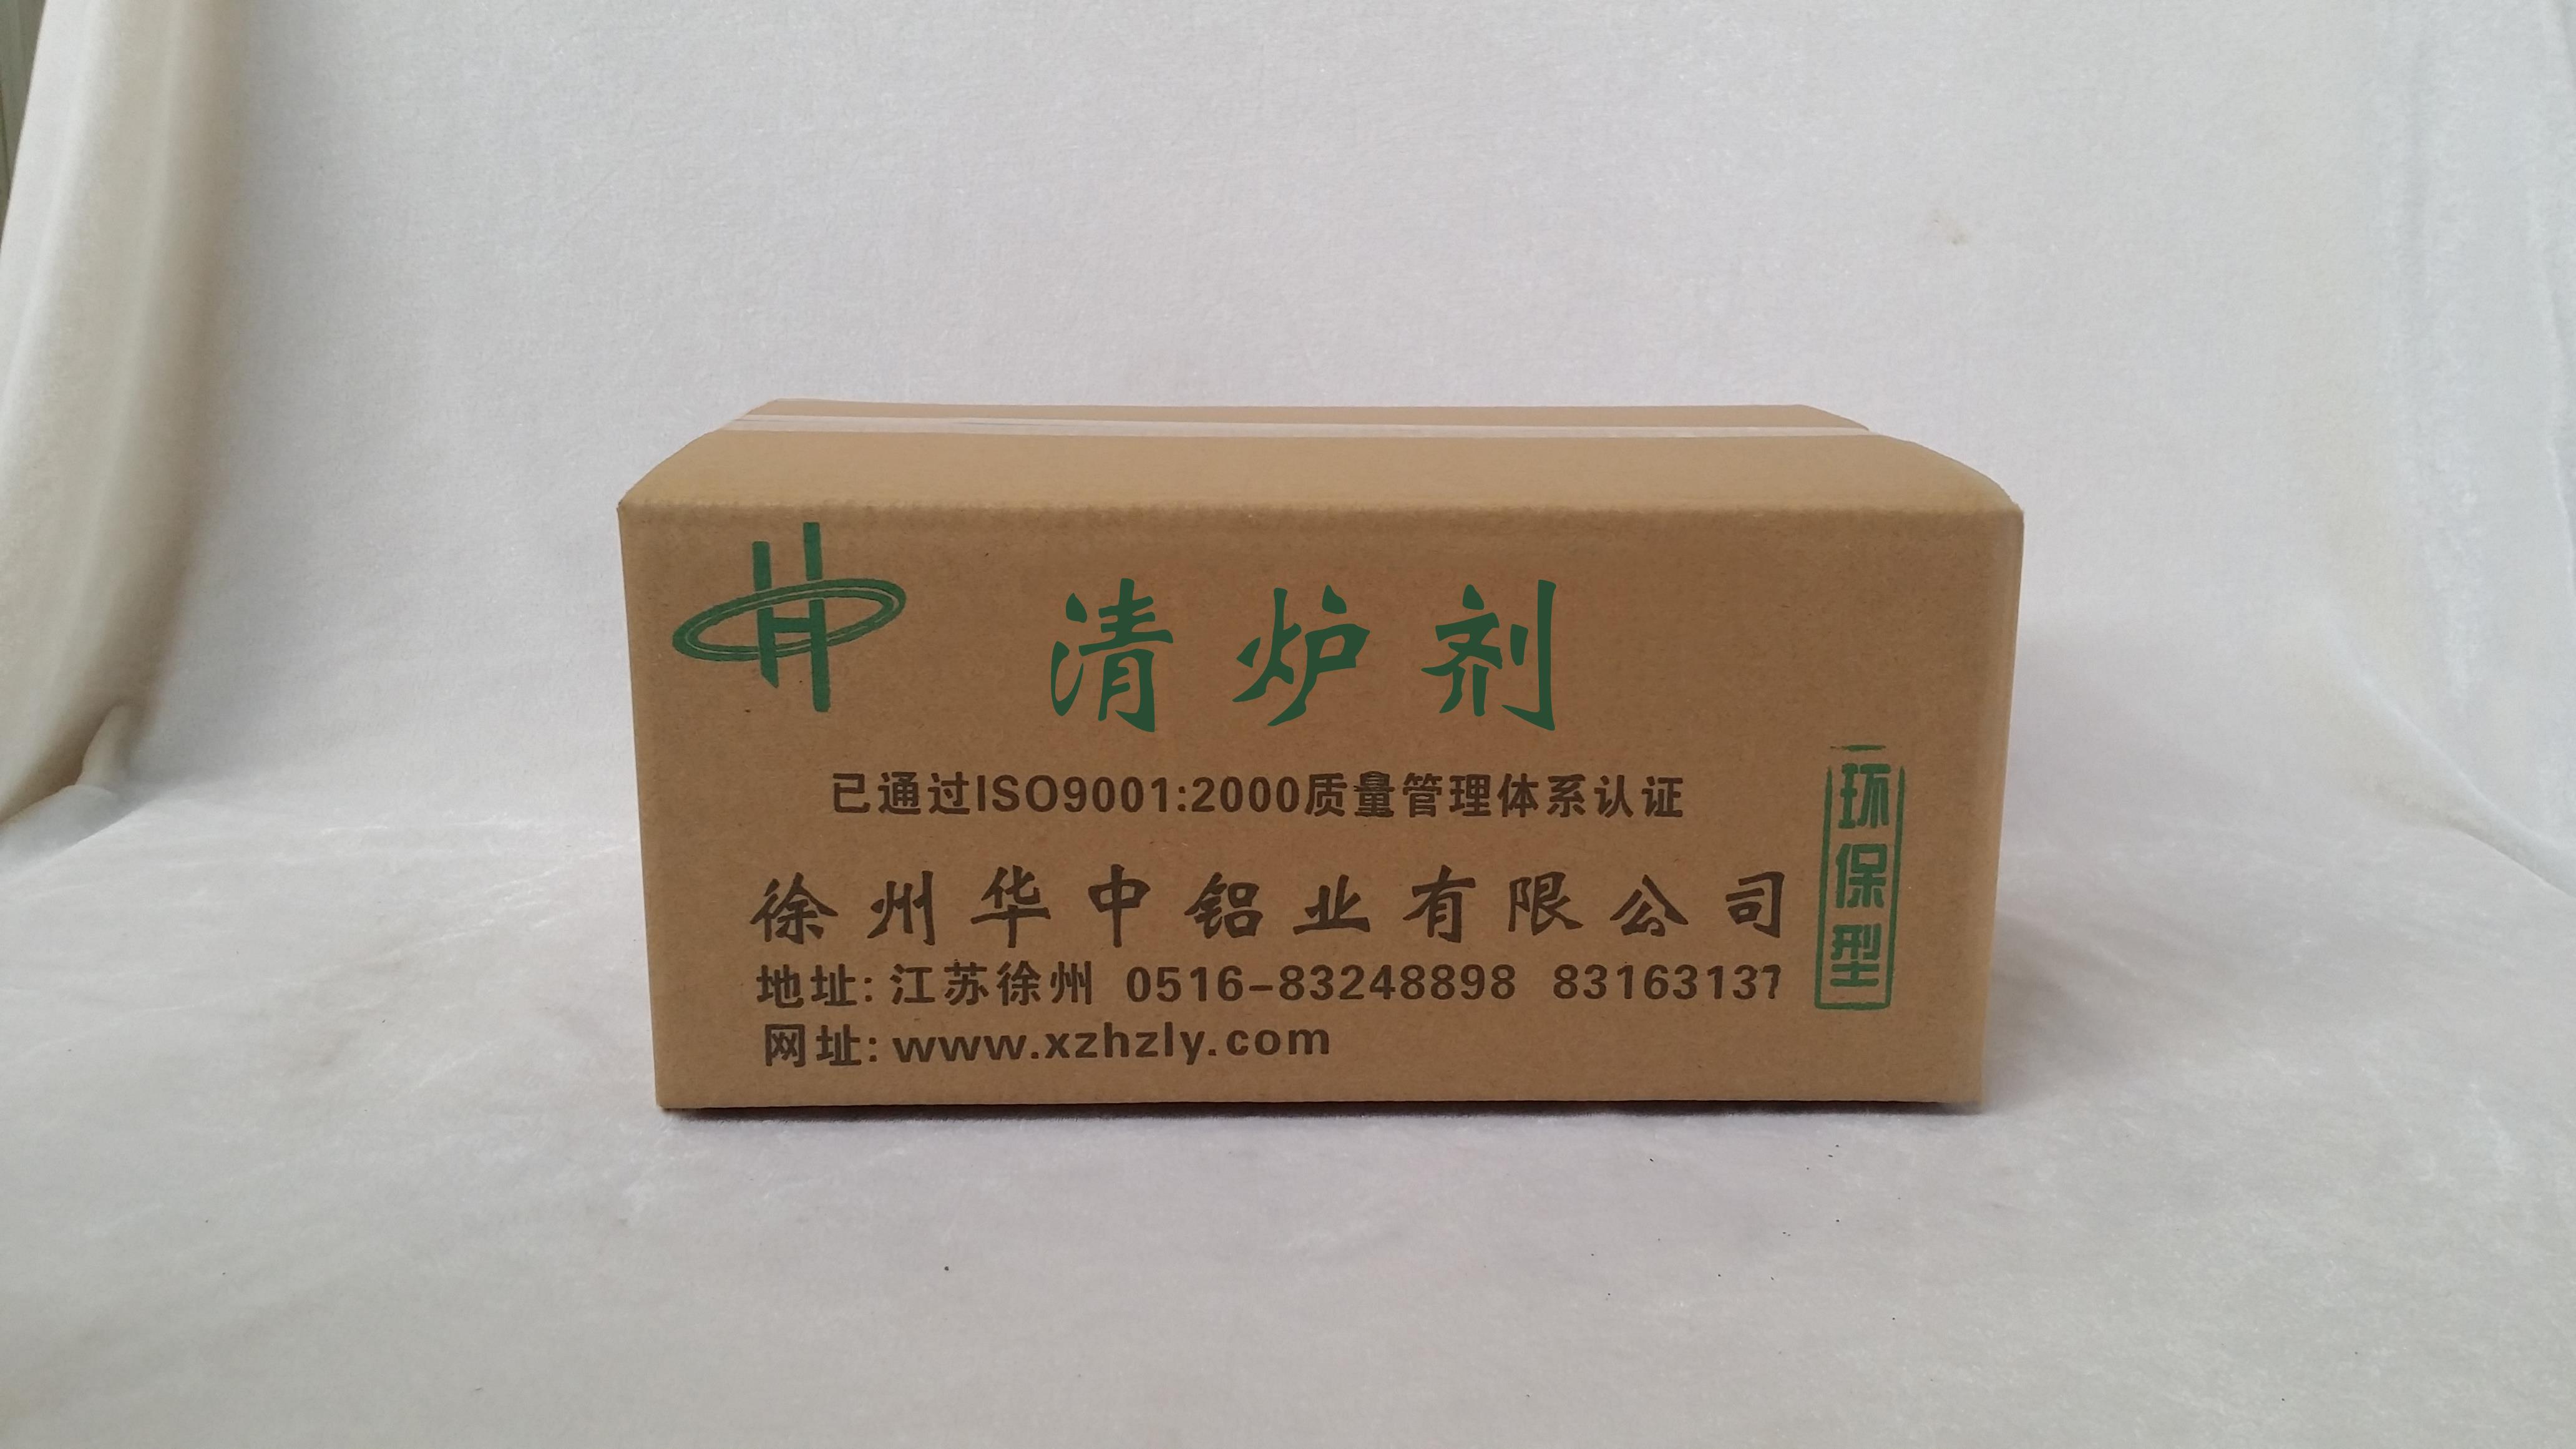 清炉剂
已通过ISO9001:2000质量管理体系认证
徐州华中铝业有限公司
地址: 江苏徐州 0516-83248898 83163137
网址: www.xzhzly.com
环保型